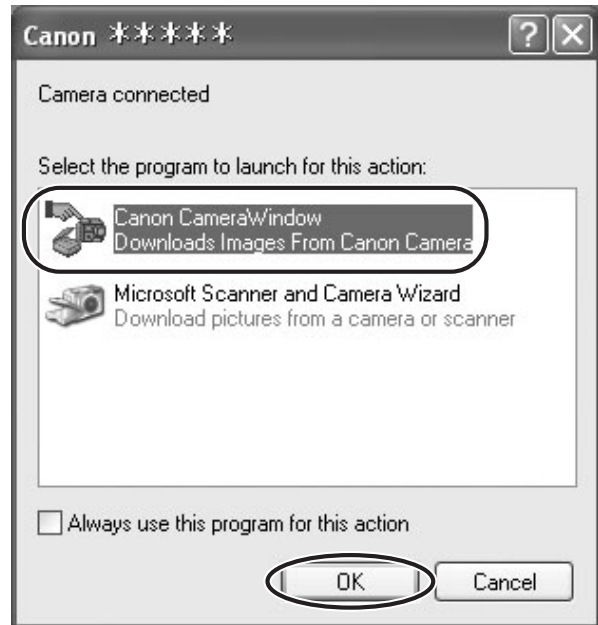 Canon *****
Camera connected
Select the program to launch for this action:
Canon CameraWindow
Downloads Images From Canon Camera
Microsoft Scanner and Camera Wizard
Download pictures from a camera or scanner
Always use this program for this action
OK Cancel